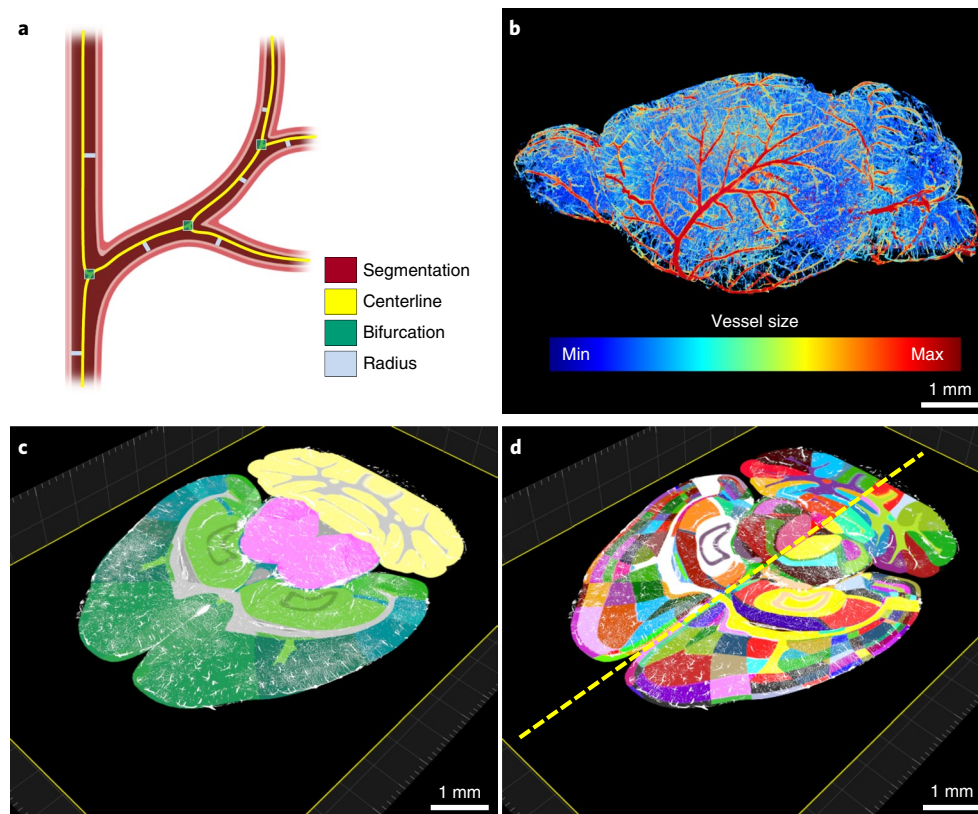 a
Segmentation
Centerline
Bifurcation
Radius
b
Vessel size
Min Max
1 mm
c
1 mm
d
1 mm